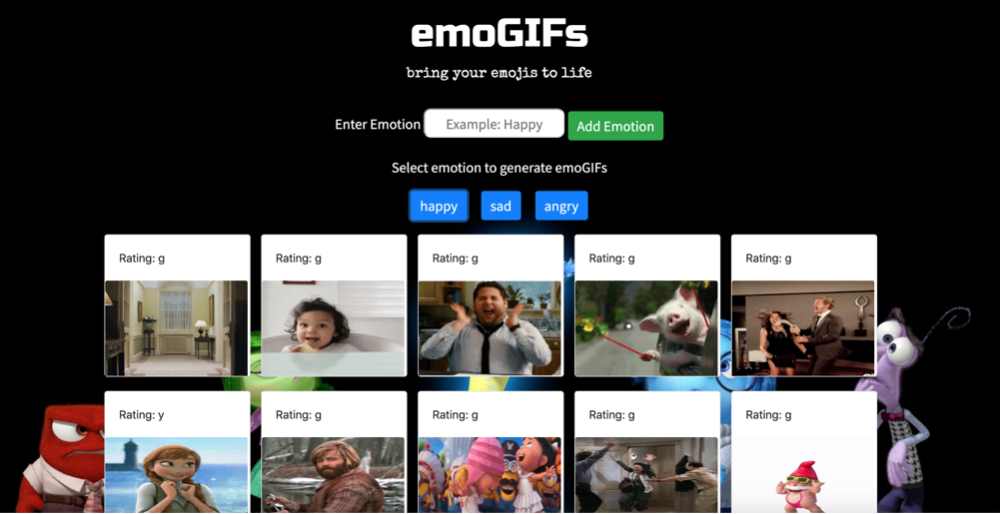 emoGIFs
bring your emojis to life
Enter Emotion Example: Happy Add Emotion
Select emotion to generate emoGIFs
happy sad angry
Rating: g Rating: g Rating: g Rating: g Rating: g
Rating: y Rating: g Rating: g Rating: g Rating: g